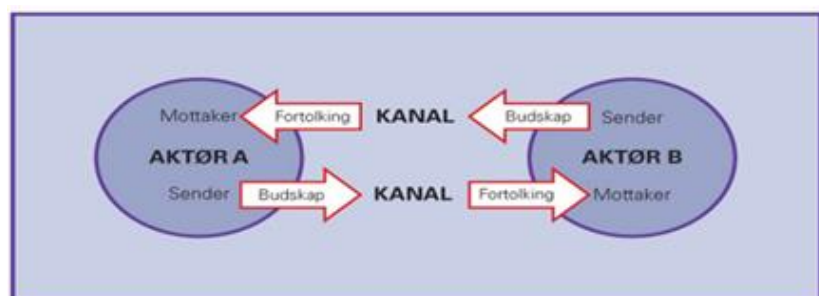 Mottaker Fortolking KANAL Budskap Sender
AKTØR A AKTØR B
Sender Budskap KANAL Fortolking Mottaker